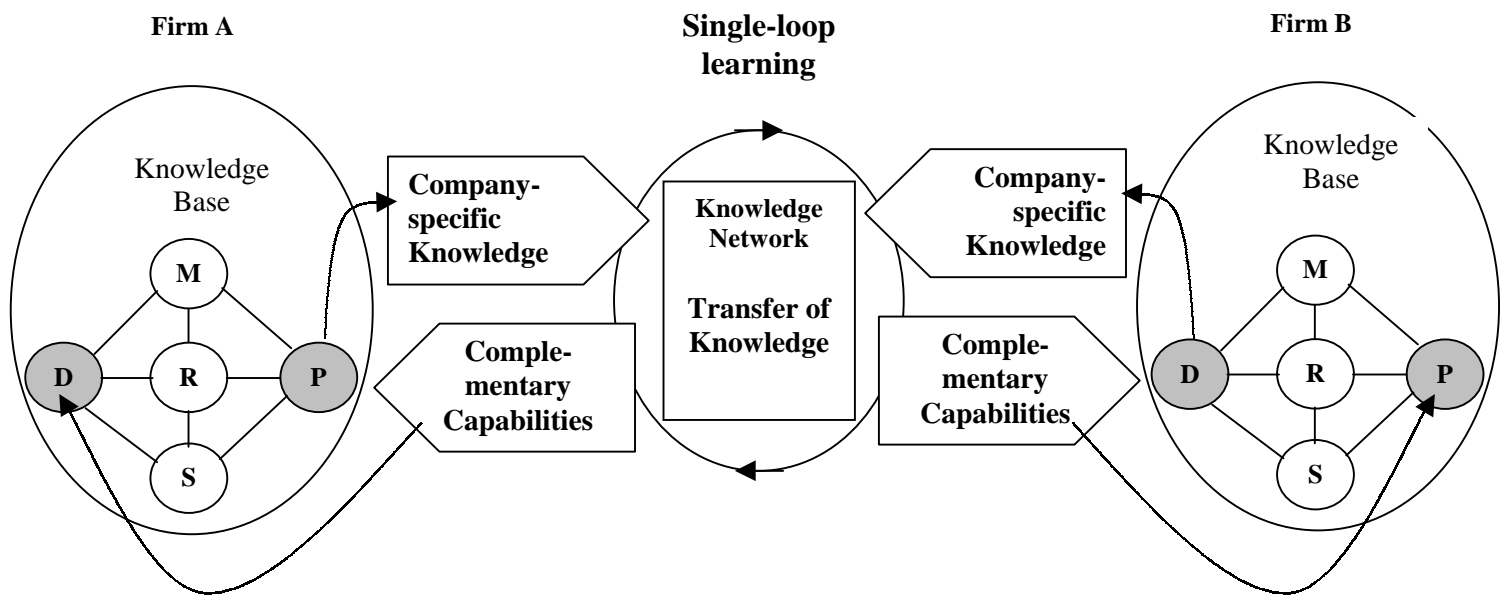 Firm A
Single-loop
learning
Firm B
Knowledge
Base
M
D
R
P
S
Company-
specific
Knowledge
Comple-
mentary
Capabilities
Knowledge
Network
Transfer of
Knowledge
Company-
specific
Knowledge
Comple-
mentary
Capabilities
Knowledge
Base
M
D
R
P
S